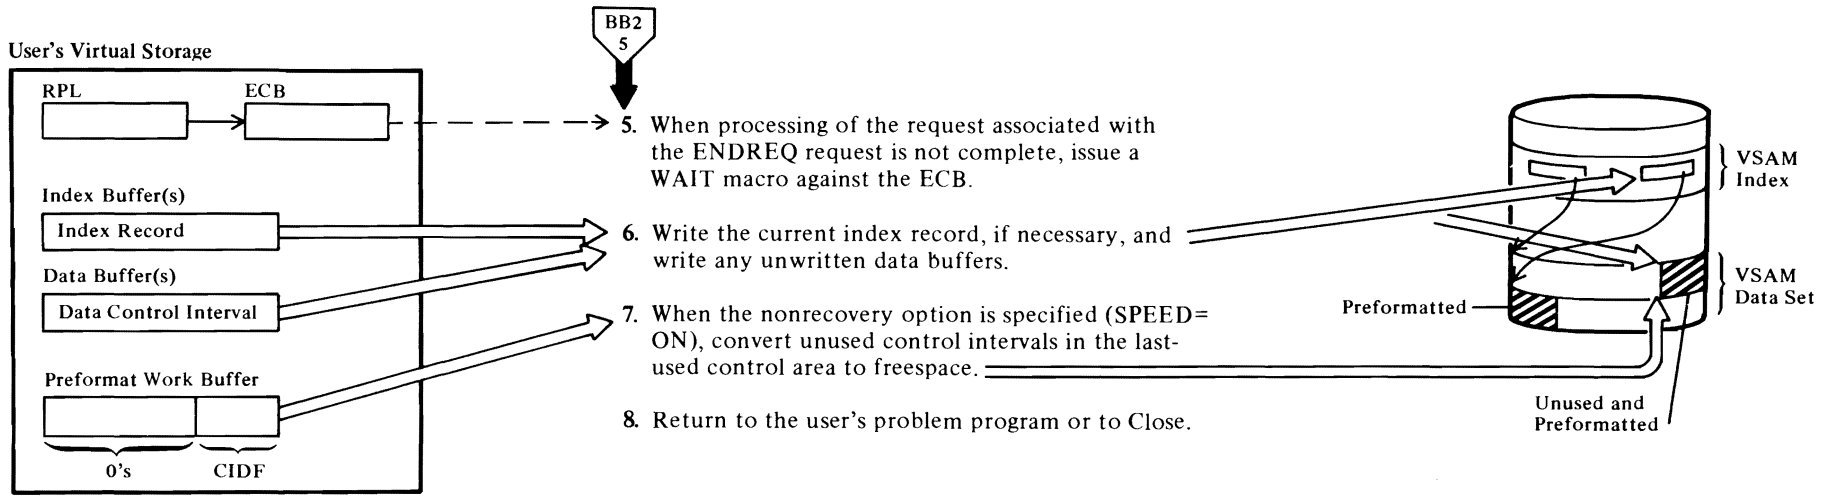 BB2
5
User's Virtual Storage
RPL
ECB
5. When processing of the request associated with
the ENDREQ request is not complete, issue a
WAIT macro against the ECB.
VSAM
Index
Index Buffer(s)
Index Record
6. Write the current index record, if necessary, and
write any unwritten data buffers.
Data Buffer(s)
Data Control Interval
VSAM
Data Set
Preformatted
7. When the nonrecovery option is specified (SPEED=
ON), convert unused control intervals in the last-
used control area to freespace.
Preformat Work Buffer
0's
CIDF
Unused and
Preformatted
8. Return to the user's problem program or to Close.